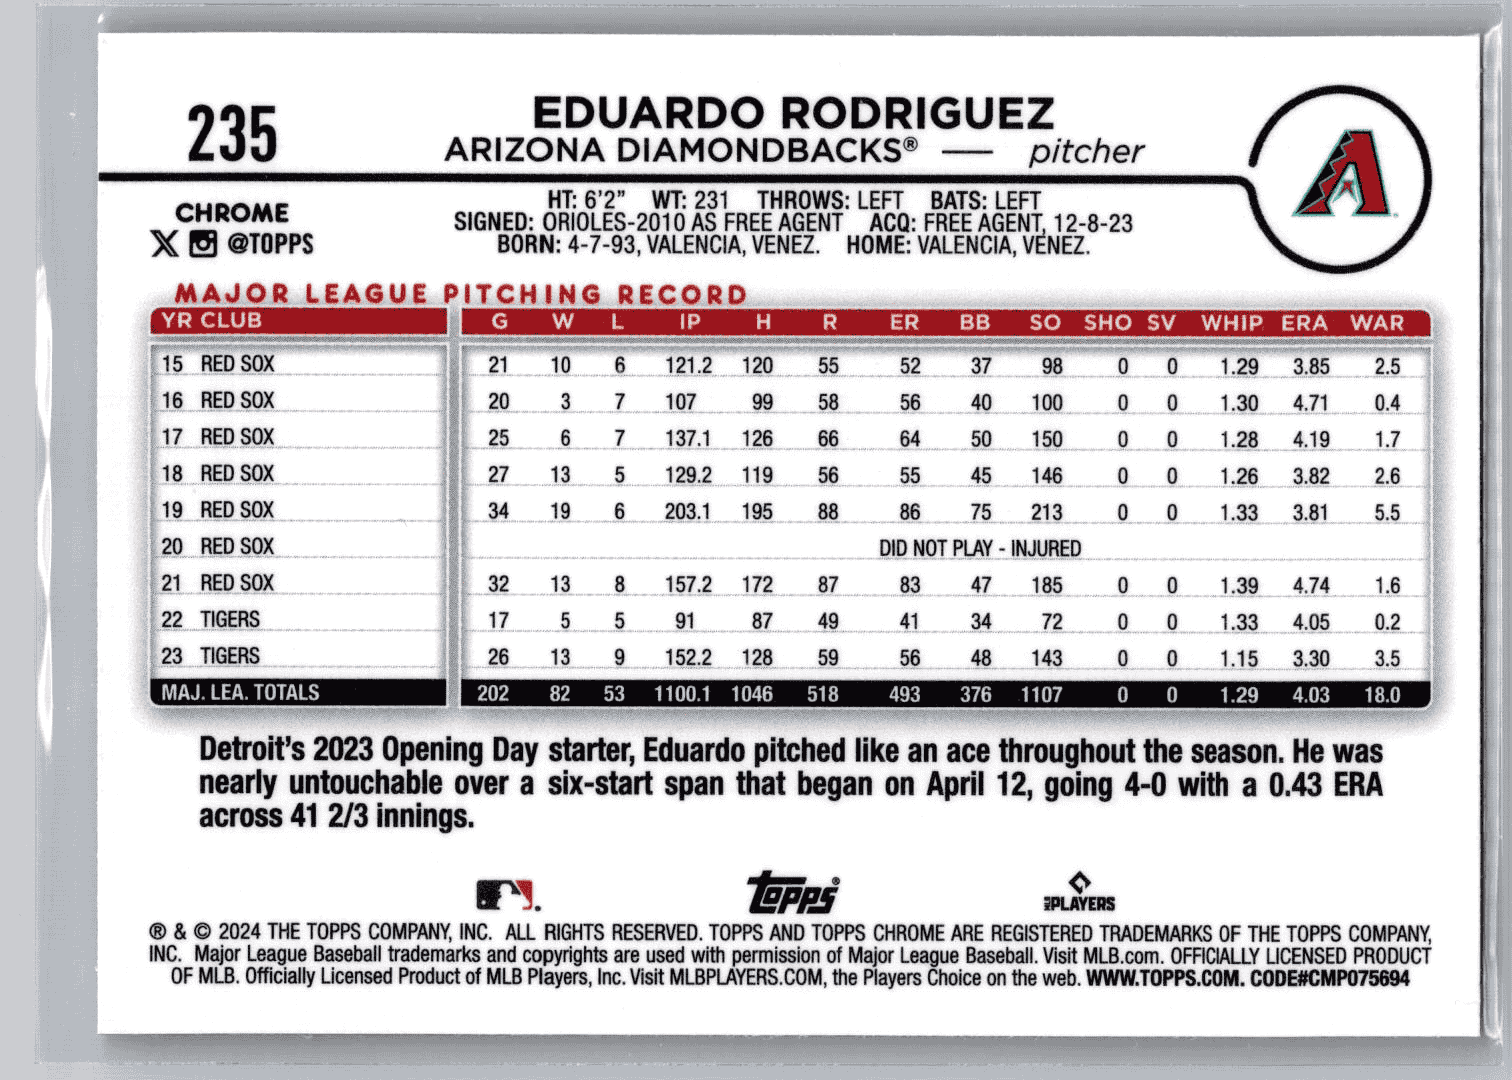 235
EDUARDO RODRIGUEZ
ARIZONA DIAMONDBACKS® — pitcher
CHROME
@TOPPS
HT: 6'2" WT: 231 THROWS: LEFT BATS: LEFT
SIGNED: ORIOLES-2010 AS FREE AGENT ACQ: FREE AGENT, 12-8-23
BORN: 4-7-93, VALENCIA, VENEZ. HOME: VALENCIA, VENEZ.
A
MAJOR LEAGUE PITCHING RECORD
YR CLUB G W L IP H R ER BB SO SHO SV WHIP ERA WAR
15 RED SOX 21 10 6 121.2 120 55 52 37 98 0 0 1.29 3.85 2.5
16 RED SOX 20 3 7 107 99 58 56 40 100 0 0 1.30 4.71 0.4
17 RED SOX 25 6 7 137.1 126 66 64 50 150 0 0 1.28 4.19 1.7
18 RED SOX 27 13 5 129.2 119 56 55 45 146 0 0 1.26 3.82 2.6
19 RED SOX 34 19 6 203.1 195 88 86 75 213 0 0 1.33 3.81 5.5
20 RED SOX DID NOT PLAY - INJURED
21 RED SOX 32 13 8 157.2 172 87 83 47 185 0 0 1.39 4.74 1.6
22 TIGERS 17 5 5 91 87 49 41 34 72 0 0 1.33 4.05 0.2
23 TIGERS 26 13 9 152.2 128 59 56 48 143 0 0 1.15 3.30 3.5
MAJ. LEA. TOTALS 202 82 53 1100.1 1046 518 493 376 1107 0 0 1.29 4.03 18.0
Detroit's 2023 Opening Day starter, Eduardo pitched like an ace throughout the season. He was
nearly untouchable over a six-start span that began on April 12, going 4-0 with a 0.43 ERA
across 41 2/3 innings.
Topps®
MLB PLAYERS
® & © 2024 THE TOPPS COMPANY, INC. ALL RIGHTS RESERVED. TOPPS AND TOPPS CHROME ARE REGISTERED TRADEMARKS OF THE TOPPS COMPANY,
INC. Major League Baseball trademarks and copyrights are used with permission of Major League Baseball. Visit MLB.com. OFFICIALLY LICENSED PRODUCT
OF MLB. Officially Licensed Product of MLB Players, Inc. Visit MLBPLAYERS.COM, the Players Choice on the web. WWW.TOPPS.COM. CODE#CMP075694